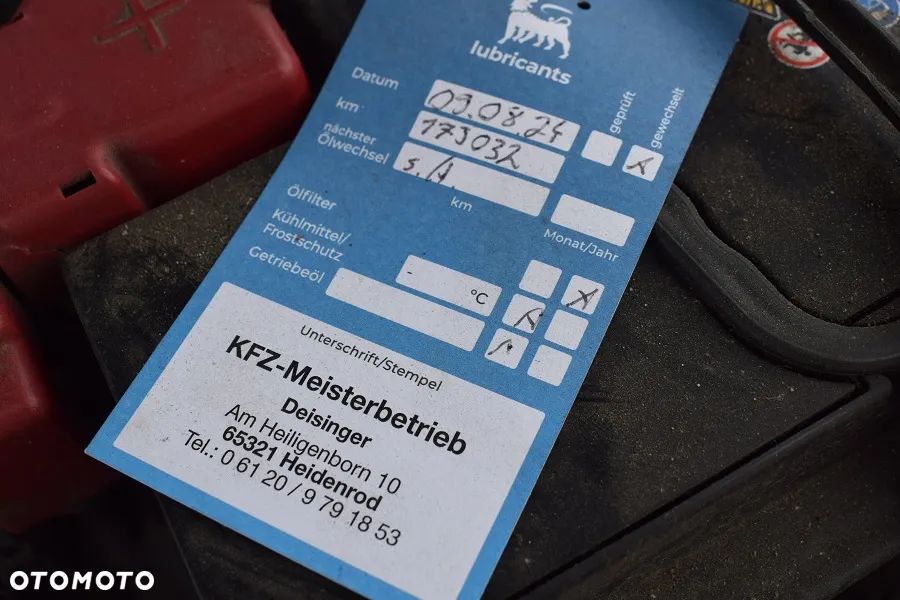 lubricants
Datum 09.08.24
km 173032
geprüft
gewechselt
nächster
Ölwechsel s./A.
km
Monat/Jahr
Ölfilter
Kühlmittel/
Frostschutz - °C
Getriebeöl
Unterschrift/Stempel
KFZ-Meisterbetrieb
Deisinger
Am Heiligenborn 10
65321 Heidenrod
Tel.: 0 61 20 / 9 79 18 53
OTOMOTO